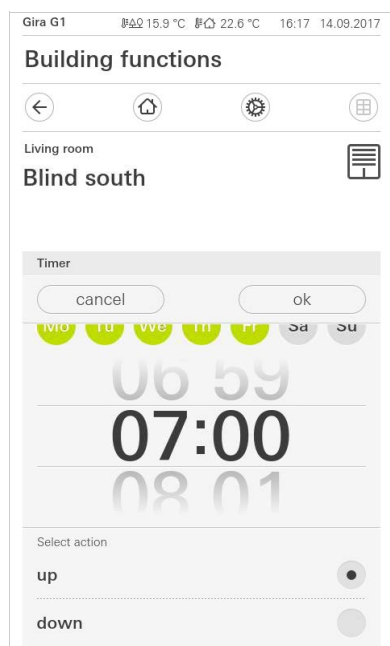 Gira G1 15.9 °C 22.6 °C 16:17 14.09.2017
Building functions
Living room
Blind south
Timer
cancel ok
Mo Tu We Th Fr Sa Su
06 59
07:00
08 01
Select action
up
down